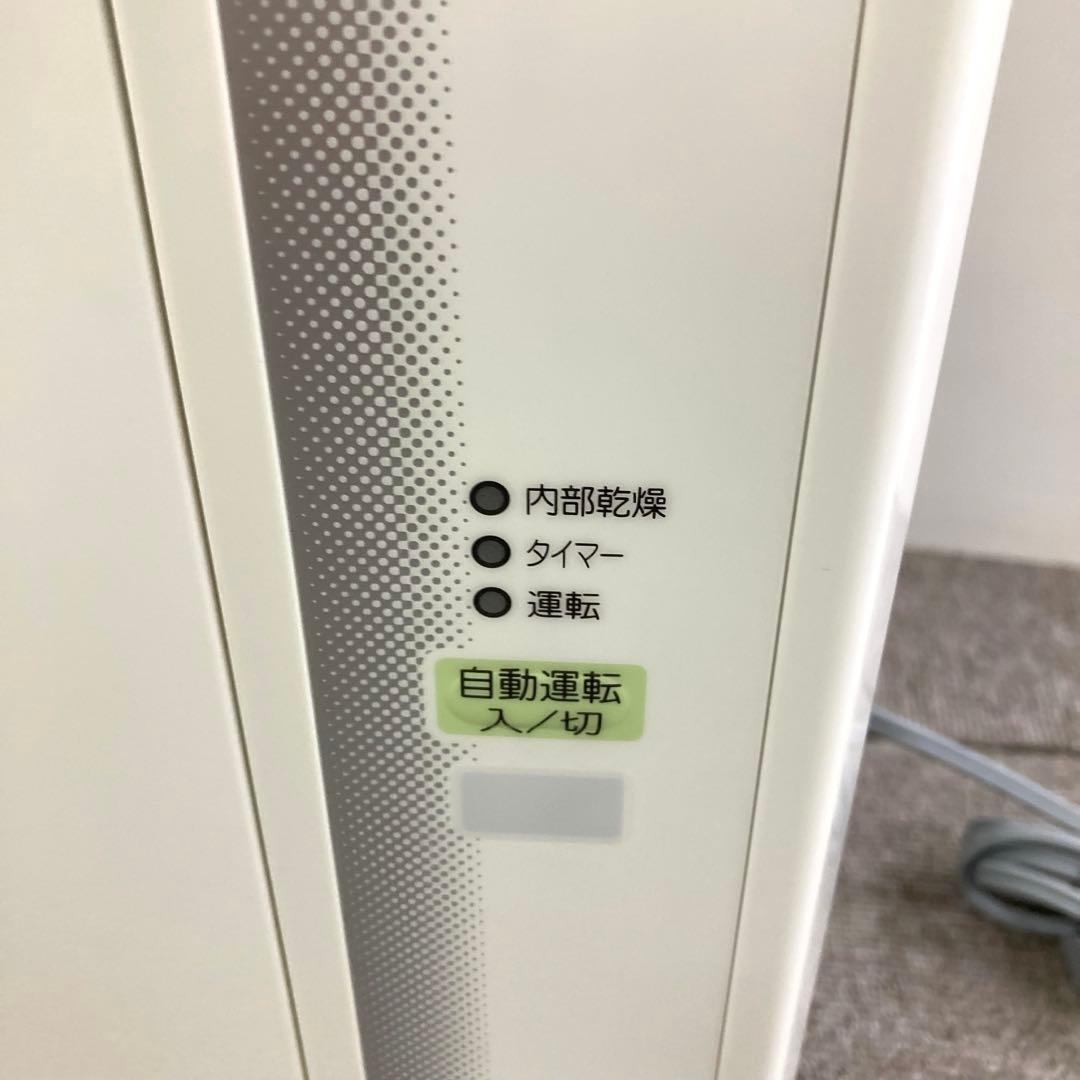 内部乾燥
タイマー
運転
自動運転
入／切